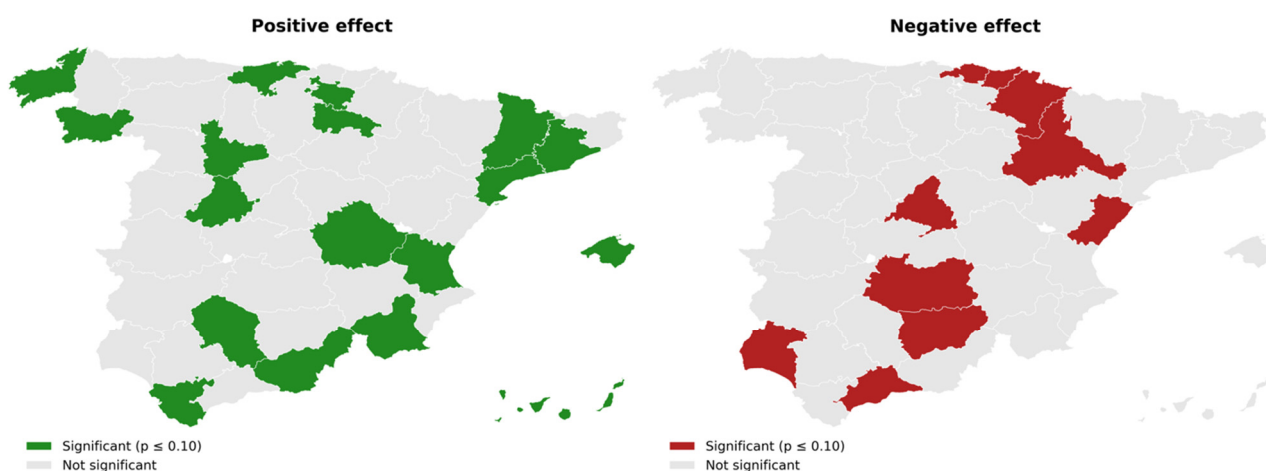 Positive effect
Negative effect
Significant (p ≤ 0.10)
Not significant
Significant (p ≤ 0.10)
Not significant